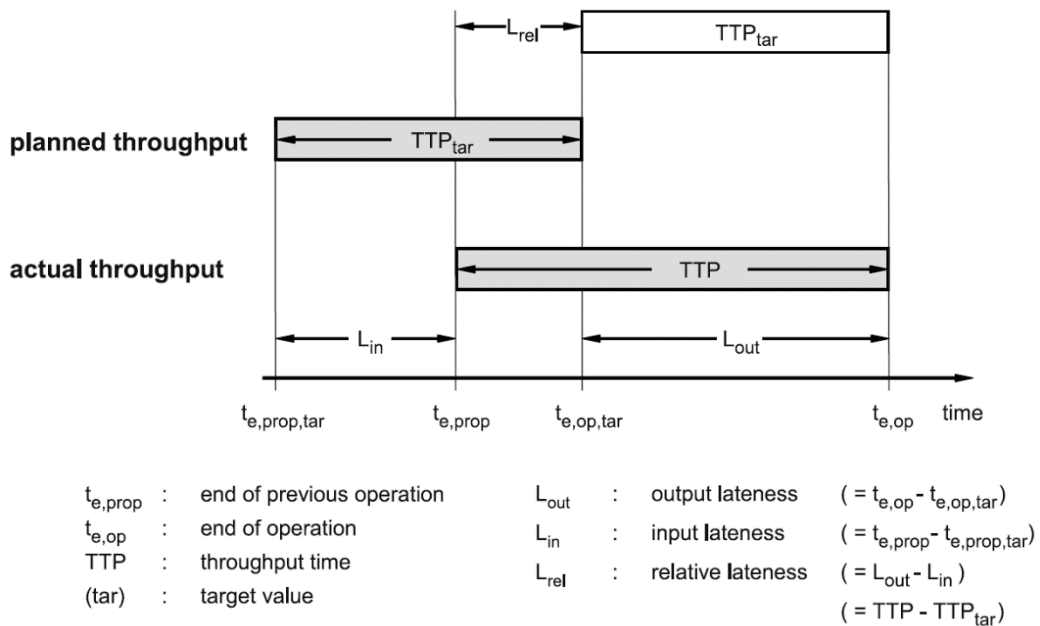 L_rel TTP_tar
planned throughput TTP_tar
actual throughput TTP
L_in L_out
t_e,prop,tar t_e,prop t_e,op,tar t_e,op time
t_e,prop : end of previous operation
t_e,op : end of operation
TTP : throughput time
(tar) : target value
L_out : output lateness ( = t_e,op - t_e,op,tar)
L_in : input lateness ( = t_e,prop - t_e,prop,tar)
L_rel : relative lateness ( = L_out - L_in)
( = TTP - TTP_tar)